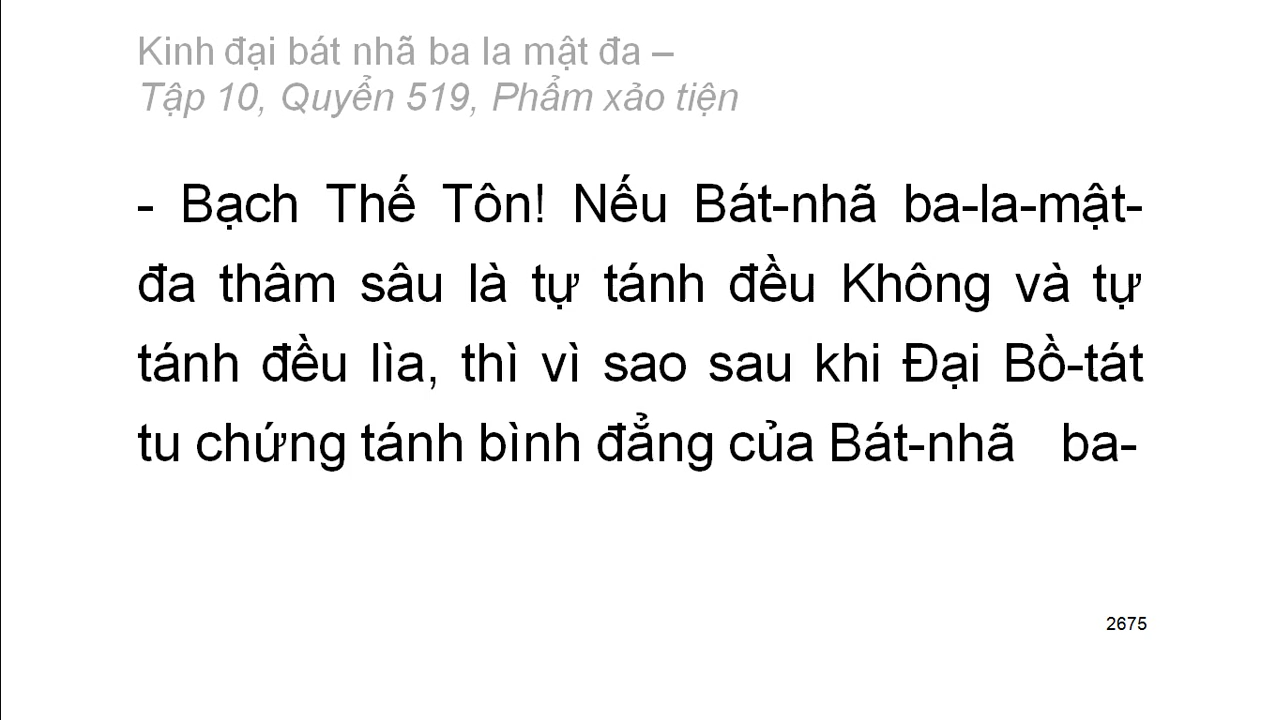 Kinh đại bát nhã ba la mật đa –
Tập 10, Quyển 519, Phẩm xảo tiện
- Bạch Thế Tôn! Nếu Bát-nhã ba-la-mật-
đa thâm sâu là tự tánh đều Không và tự
tánh đều lìa, thì vì sao sau khi Đại Bồ-tát
tu chứng tánh bình đẳng của Bát-nhã ba-
2675